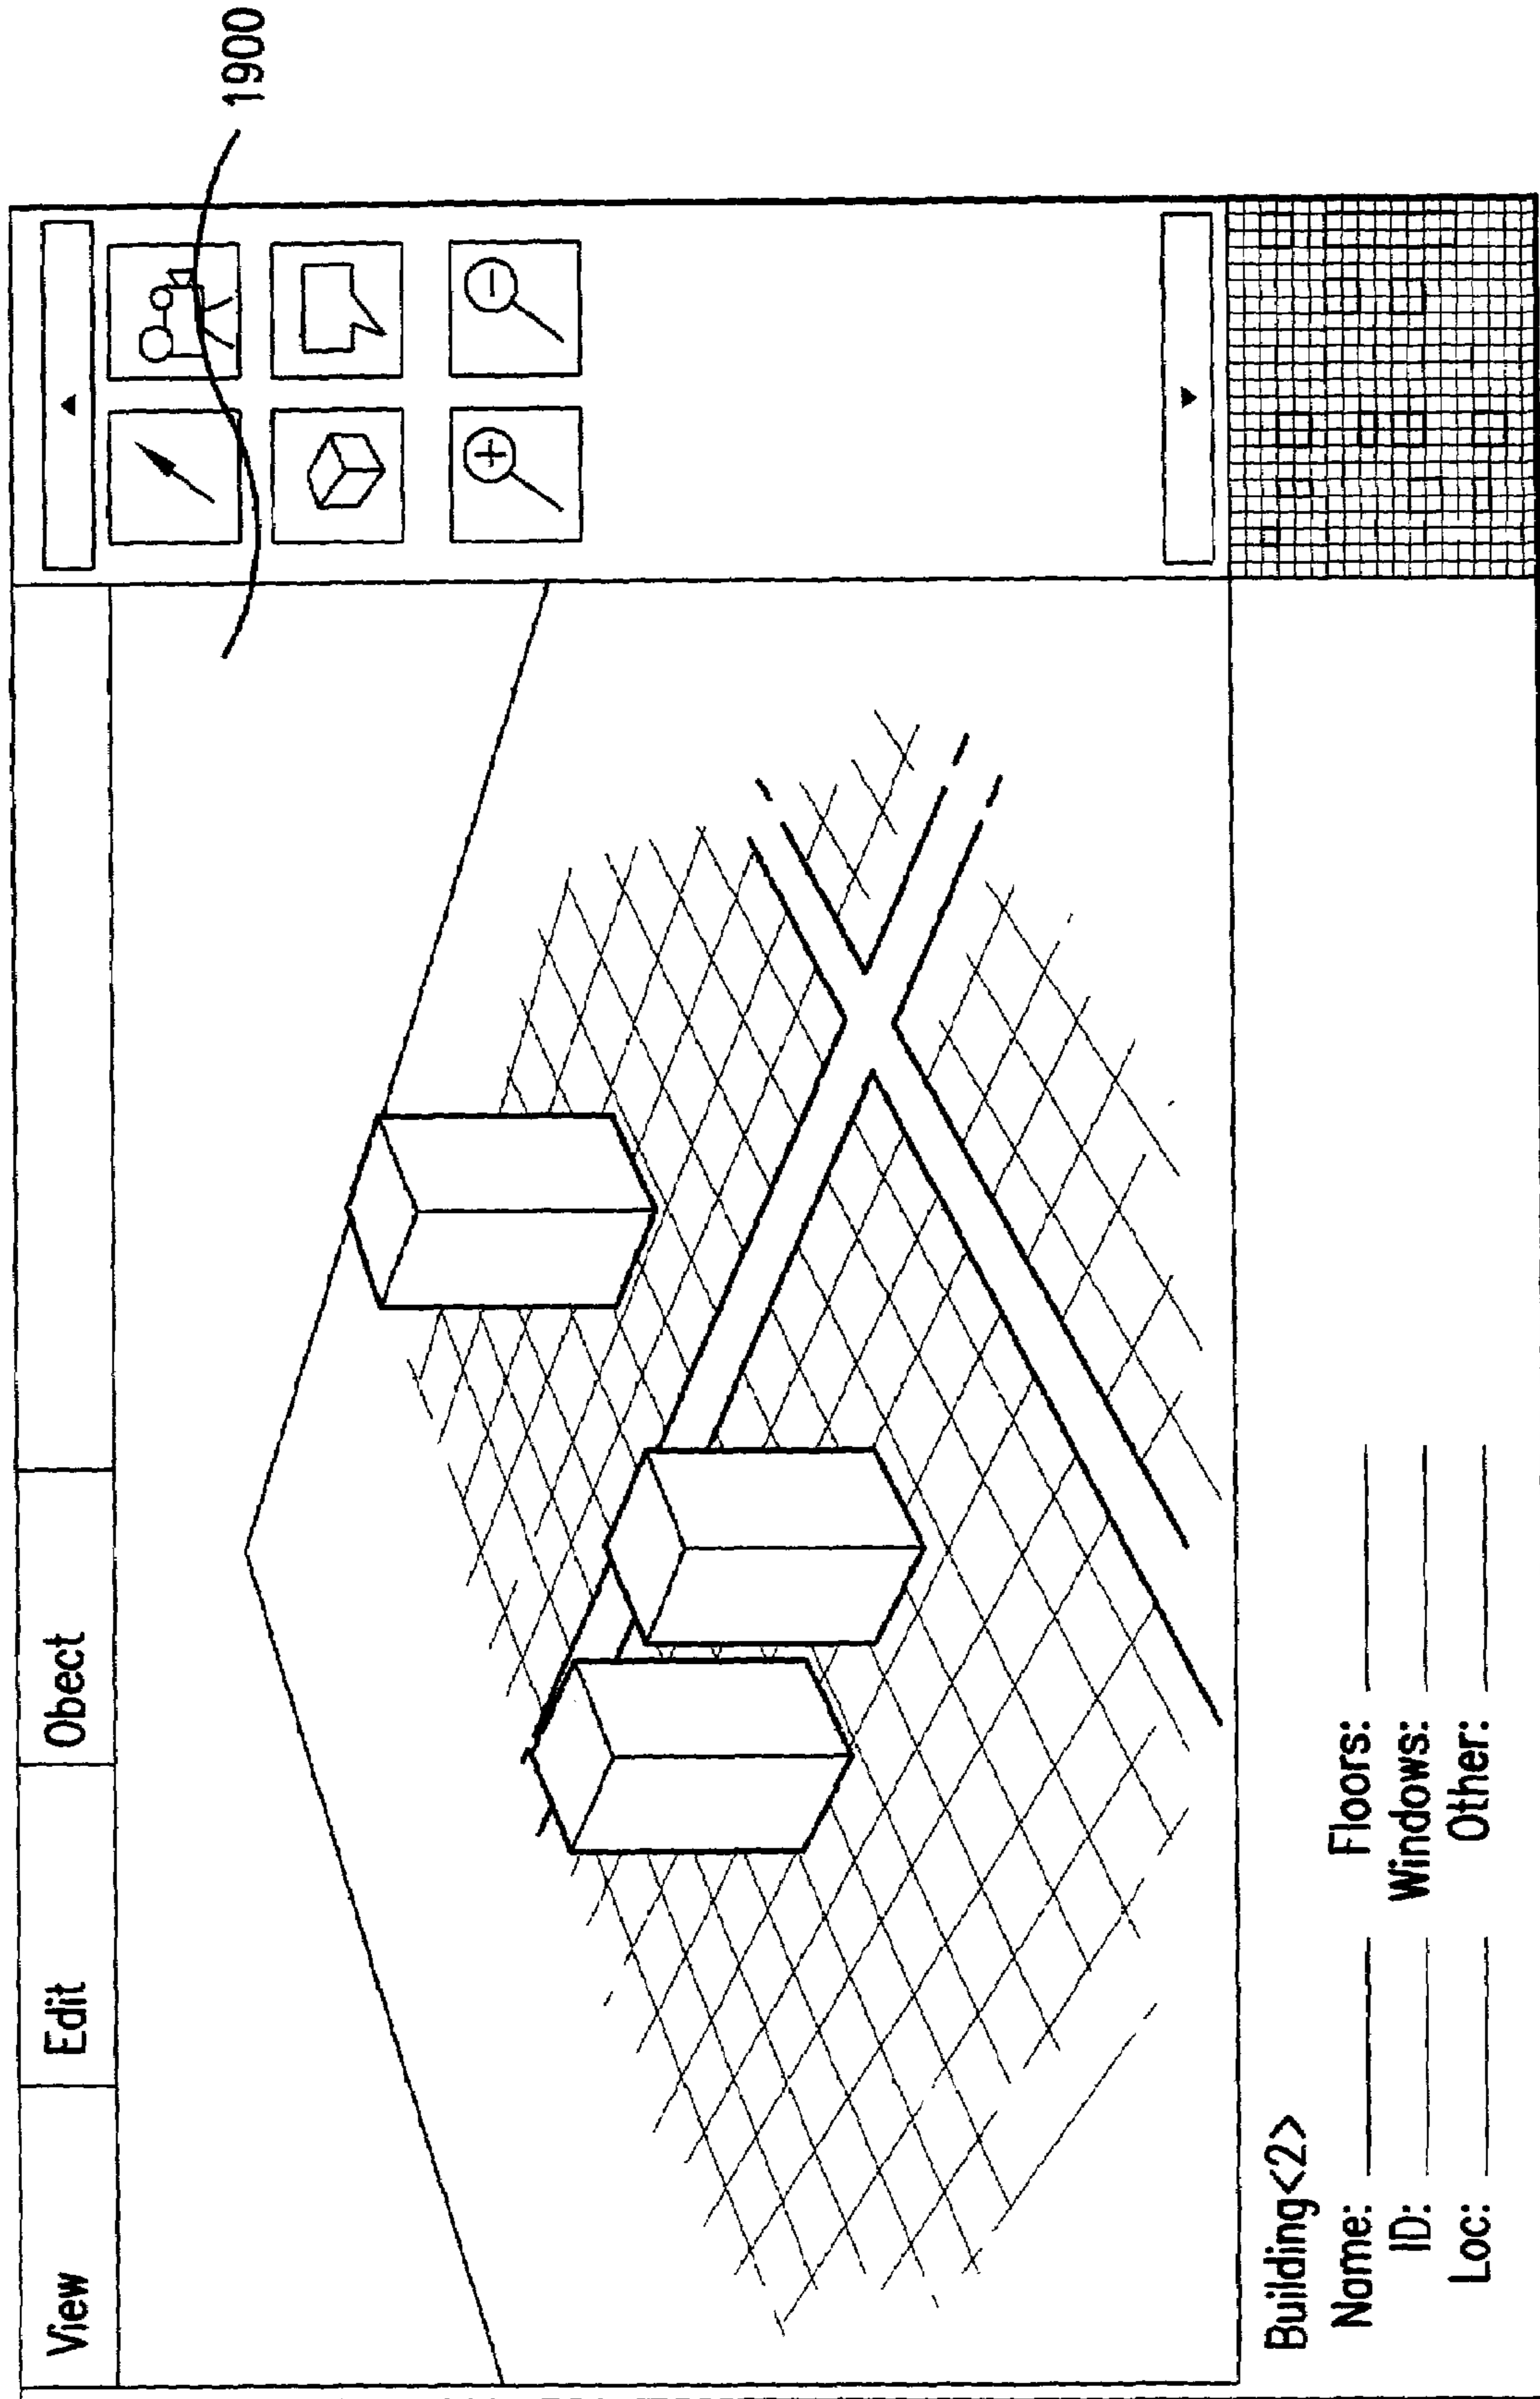 1900
View Edit Obect
Building<2>
Name: Floors:
ID: Windows:
Loc: Other: